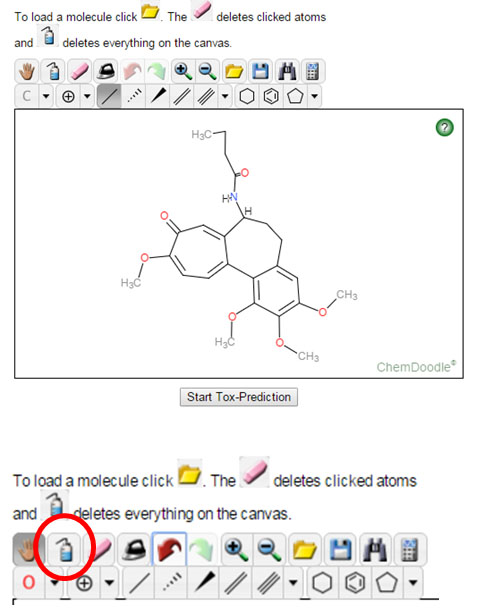 To load a molecule click . The deletes clicked atoms
and deletes everything on the canvas.
C
?
H₃C
O
HN
H
O
O
H₃C
CH₃
O
O
H₃C
O
CH₃
ChemDoodle®
Start Tox-Prediction
To load a molecule click . The deletes clicked atoms
and deletes everything on the canvas.
O